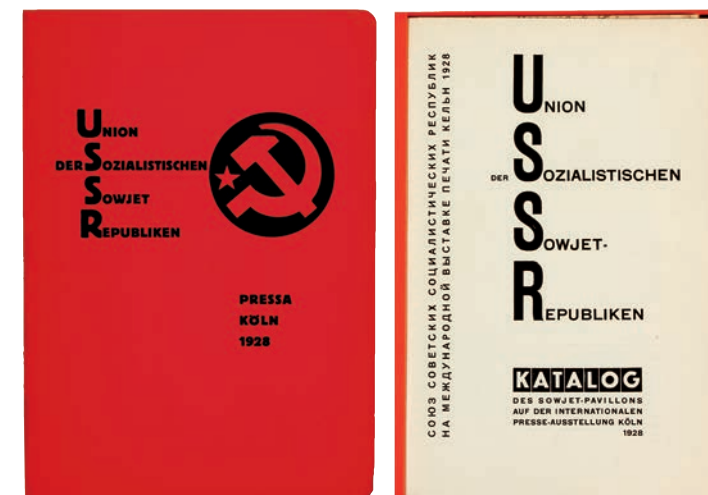 UNION
DER SOZIALISTISCHEN
SOWJET
REPUBLIKEN
PRESSA
KÖLN
1928
СОЮЗ СОВЕТСКИХ СОЦИАЛИСТИЧЕСКИХ РЕСПУБЛИК
НА МЕЖДУНАРОДНОЙ ВЫСТАВКЕ ПЕЧАТИ КЕЛЬН 1928
UNION
DER SOZIALISTISCHEN
SOWJET-
REPUBLIKEN
KATALOG
DES SOWJET-PAVILLONS
AUF DER INTERNATIONALEN
PRESSE-AUSSTELLUNG KÖLN
1928